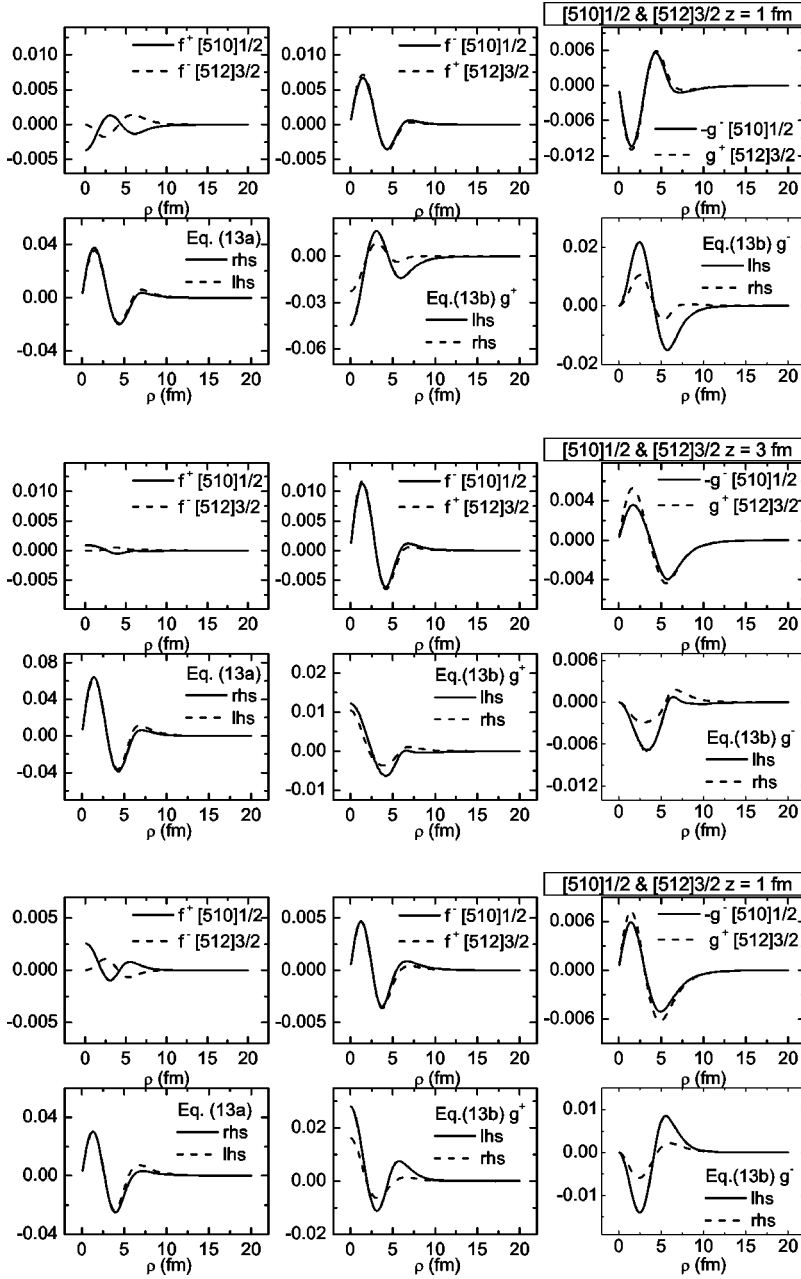 [510]1/2 & [512]3/2 z = 1 fm
f⁺ [510]1/2
f⁻ [512]3/2
0.010
0.005
0.000
-0.005
0 5 10 15 20
ρ (fm)
f⁻ [510]1/2
f⁺ [512]3/2
0.010
0.005
0.000
-0.005
0 5 10 15 20
ρ (fm)
-g⁻ [510]1/2
g⁺ [512]3/2
0.006
0.000
-0.006
-0.012
0 5 10 15 20
ρ (fm)
Eq. (13a)
rhs
lhs
0.04
0.00
-0.04
0 5 10 15 20
ρ (fm)
Eq.(13b) g⁺
lhs
rhs
0.00
-0.03
-0.06
0 5 10 15 20
ρ (fm)
Eq.(13b) g⁻
lhs
rhs
0.02
0.00
-0.02
0 5 10 15 20
ρ (fm)
[510]1/2 & [512]3/2 z = 3 fm
f⁺ [510]1/2
f⁻ [512]3/2
0.010
0.005
0.000
-0.005
0 5 10 15 20
ρ (fm)
f⁻ [510]1/2
f⁺ [512]3/2
0.010
0.005
0.000
-0.005
0 5 10 15 20
ρ (fm)
-g⁻ [510]1/2
g⁺ [512]3/2
0.004
0.000
-0.004
0 5 10 15 20
ρ (fm)
Eq. (13a)
rhs
lhs
0.08
0.04
0.00
-0.04
0 5 10 15 20
ρ (fm)
Eq.(13b) g⁺
lhs
rhs
0.02
0.01
0.00
-0.01
0 5 10 15 20
ρ (fm)
Eq.(13b) g⁻
lhs
rhs
0.006
0.000
-0.006
-0.012
0 5 10 15 20
ρ (fm)
[510]1/2 & [512]3/2 z = 1 fm
f⁺ [510]1/2
f⁻ [512]3/2
0.005
0.000
-0.005
0 5 10 15 20
ρ (fm)
f⁻ [510]1/2
f⁺ [512]3/2
0.005
0.000
-0.005
0 5 10 15 20
ρ (fm)
-g⁻ [510]1/2
g⁺ [512]3/2
0.006
0.000
-0.006
0 5 10 15 20
ρ (fm)
Eq. (13a)
rhs
lhs
0.04
0.00
-0.04
0 5 10 15 20
ρ (fm)
Eq.(13b) g⁺
lhs
rhs
0.02
0.00
-0.02
0 5 10 15 20
ρ (fm)
Eq.(13b) g⁻
lhs
rhs
0.01
0.00
-0.01
0 5 10 15 20
ρ (fm)